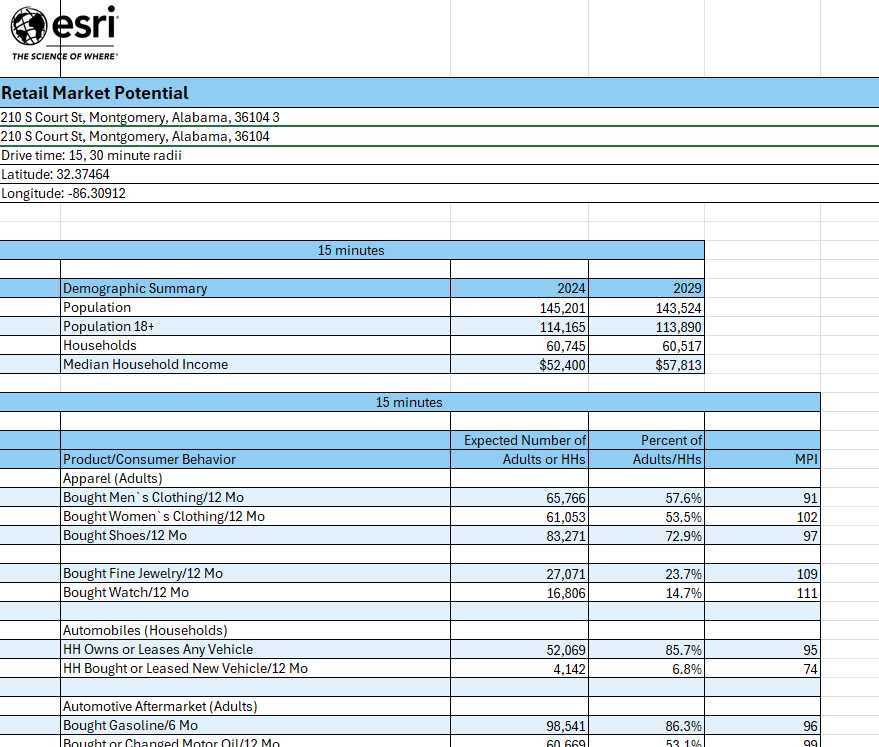 esri
THE SCIENCE OF WHERE®
Retail Market Potential
210 S Court St, Montgomery, Alabama, 36104 3
210 S Court St, Montgomery, Alabama, 36104
Drive time: 15, 30 minute radii
Latitude: 32.37464
Longitude: -86.30912
15 minutes
Demographic Summary 2024 2029
Population 145,201 143,524
Population 18+ 114,165 113,890
Households 60,745 60,517
Median Household Income $52,400 $57,813
15 minutes
Expected Number of Percent of
Product/Consumer Behavior Adults or HHs Adults/HHs MPI
Apparel (Adults)
Bought Men`s Clothing/12 Mo 65,766 57.6% 91
Bought Women`s Clothing/12 Mo 61,053 53.5% 102
Bought Shoes/12 Mo 83,271 72.9% 97
Bought Fine Jewelry/12 Mo 27,071 23.7% 109
Bought Watch/12 Mo 16,806 14.7% 111
Automobiles (Households)
HH Owns or Leases Any Vehicle 52,069 85.7% 95
HH Bought or Leased New Vehicle/12 Mo 4,142 6.8% 74
Automotive Aftermarket (Adults)
Bought Gasoline/6 Mo 98,541 86.3% 96
Bought or Changed Motor Oil/12 Mo 60,669 53.1% 99